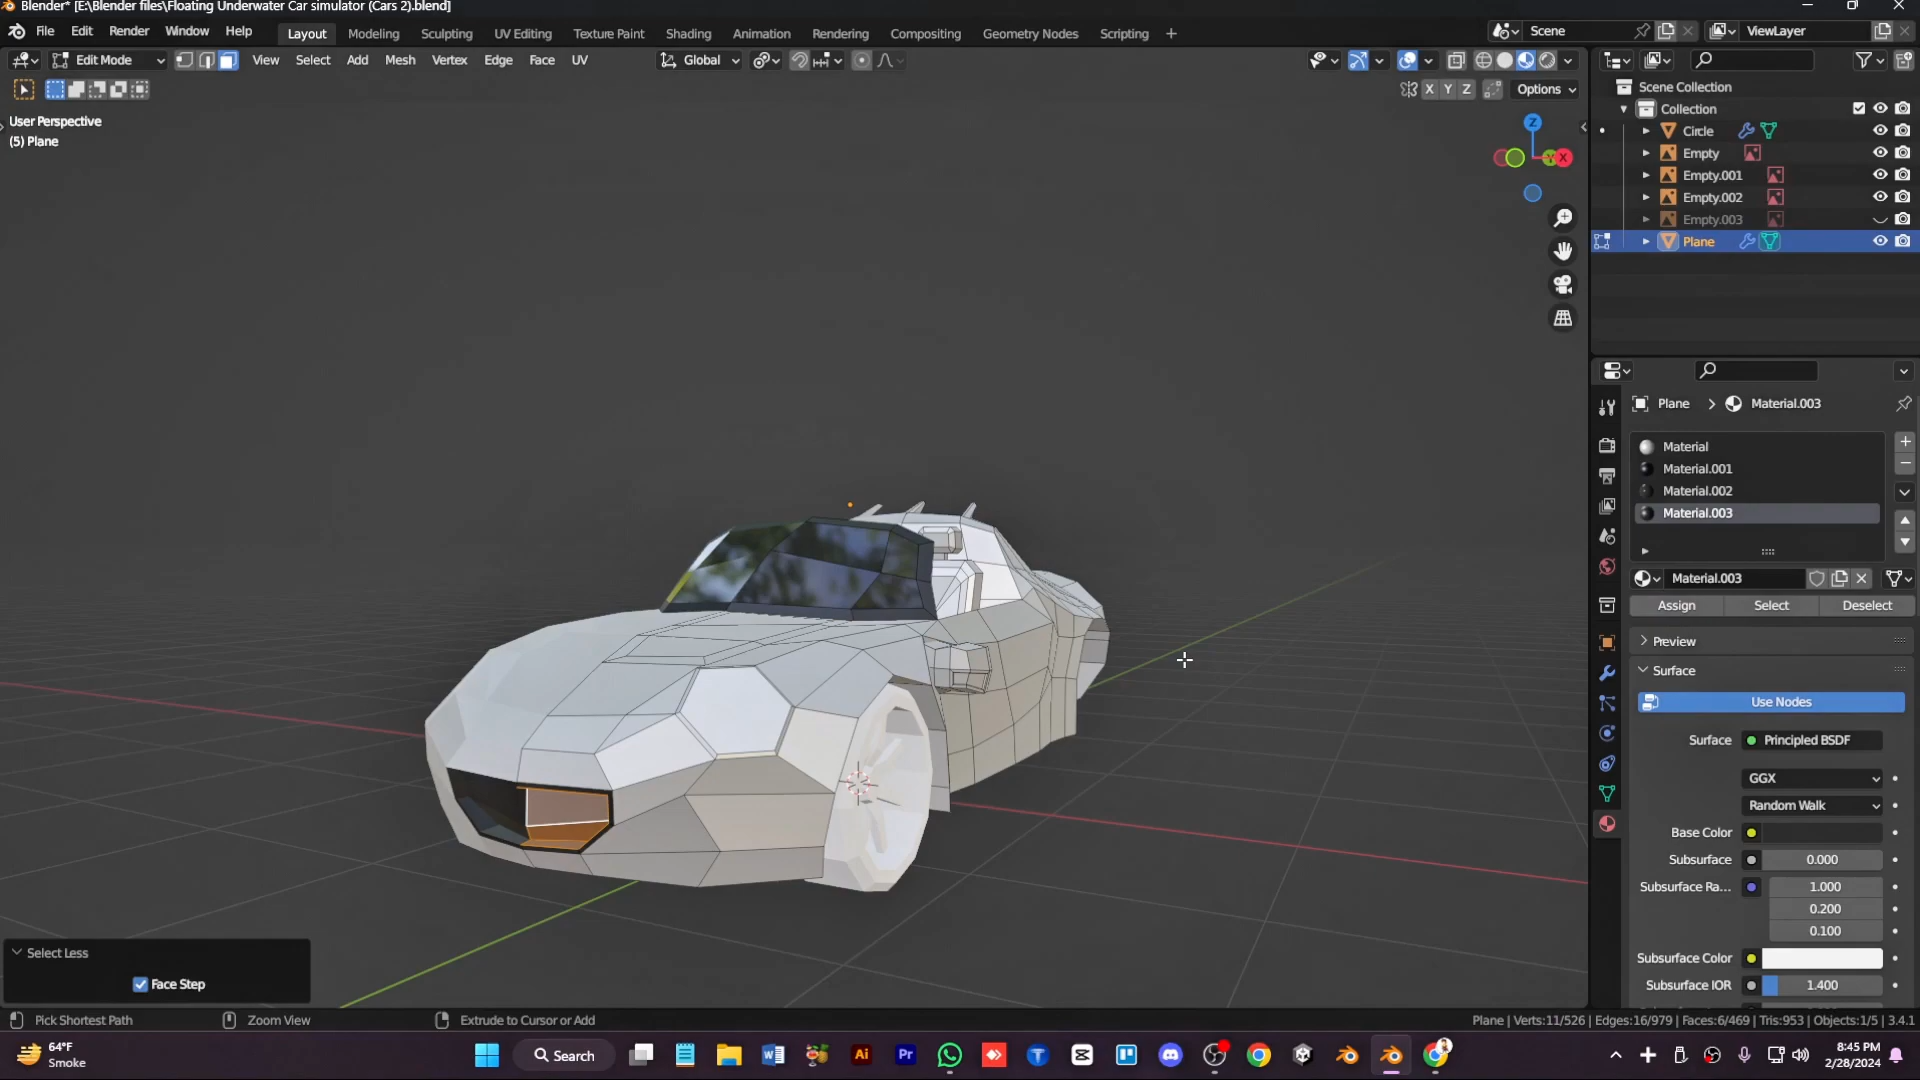 Blender* [E:\Blender files\Floating Underwater Car simulator (Cars 2).blend]
File Edit Render Window Help
Layout Modeling Sculpting UV Editing Texture Paint Shading Animation Rendering Compositing Geometry Nodes Scripting +
Scene
ViewLayer
Edit Mode
View Select Add Mesh Vertex Edge Face UV
Global
X Y Z
Options
User Perspective
(5) Plane
Z
X
Scene Collection
Collection
Circle
Empty
Empty.001
Empty.002
Empty.003
Plane
Plane > Material.003
Material
Material.001
Material.002
Material.003
Material.003
Assign Select Deselect
Preview
Surface
Use Nodes
Surface Principled BSDF
GGX
Random Walk
Base Color
Subsurface 0.000
Subsurface Ra... 1.000
0.200
0.100
Subsurface Color
Subsurface IOR 1.400
Select Less
Face Step
Pick Shortest Path
Zoom View
Extrude to Cursor or Add
Plane | Verts:11/526 | Edges:16/979 | Faces:6/469 | Tris:953 | Objects:1/5 | 3.4.1
64°F
Smoke
Search
Ai
Pr
8:45 PM
2/28/2024